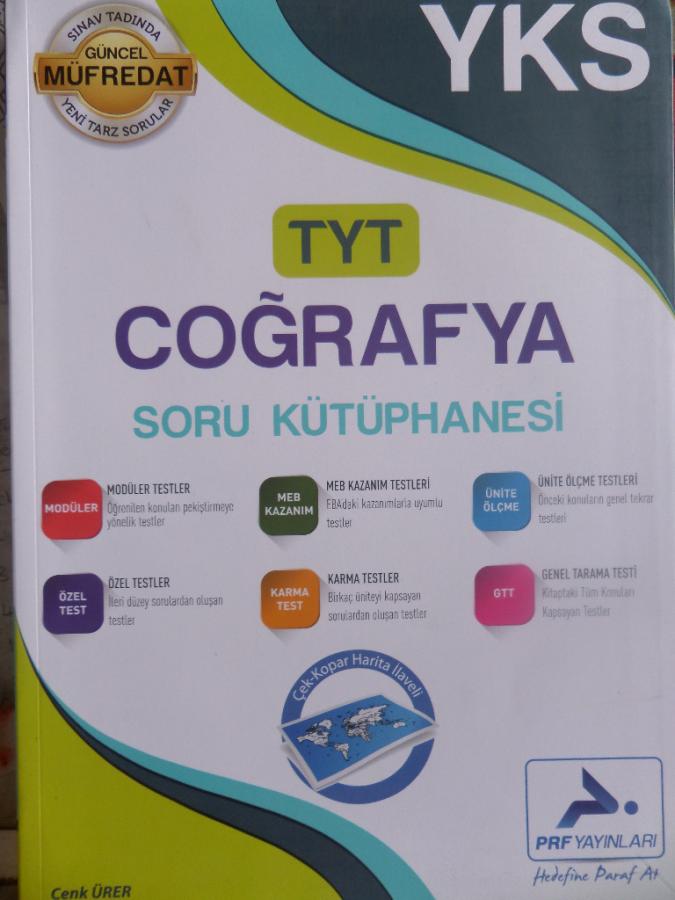 SINAV TADINDA
GÜNCEL
MÜFREDAT
YENİ TARZ SORULAR
YKS
TYT
COĞRAFYA
SORU KÜTÜPHANESİ
MODÜLER
MODÜLER TESTLER
Öğrenilen konuları pekiştirmeye
yönelik testler
MEB
KAZANIM
MEB KAZANIM TESTLERİ
EBAdaki kazanımlarla uyumlu
testler
ÜNİTE
ÖLÇME
ÜNİTE ÖLÇME TESTLERİ
Önceki konuların genel tekrar
testleri
ÖZEL
TEST
ÖZEL TESTLER
İleri düzey sorulardan oluşan
testler
KARMA
TEST
KARMA TESTLER
Birkaç üniteyi kapsayan
sorulardan oluşan testler
GTT
GENEL TARAMA TESTİ
Kitaptaki Tüm Konuları
Kapsayan Testler
Çek-Kopar Harita İlaveli
PRF YAYINLARI
Hedefine Paraf At
Cenk ÜRER